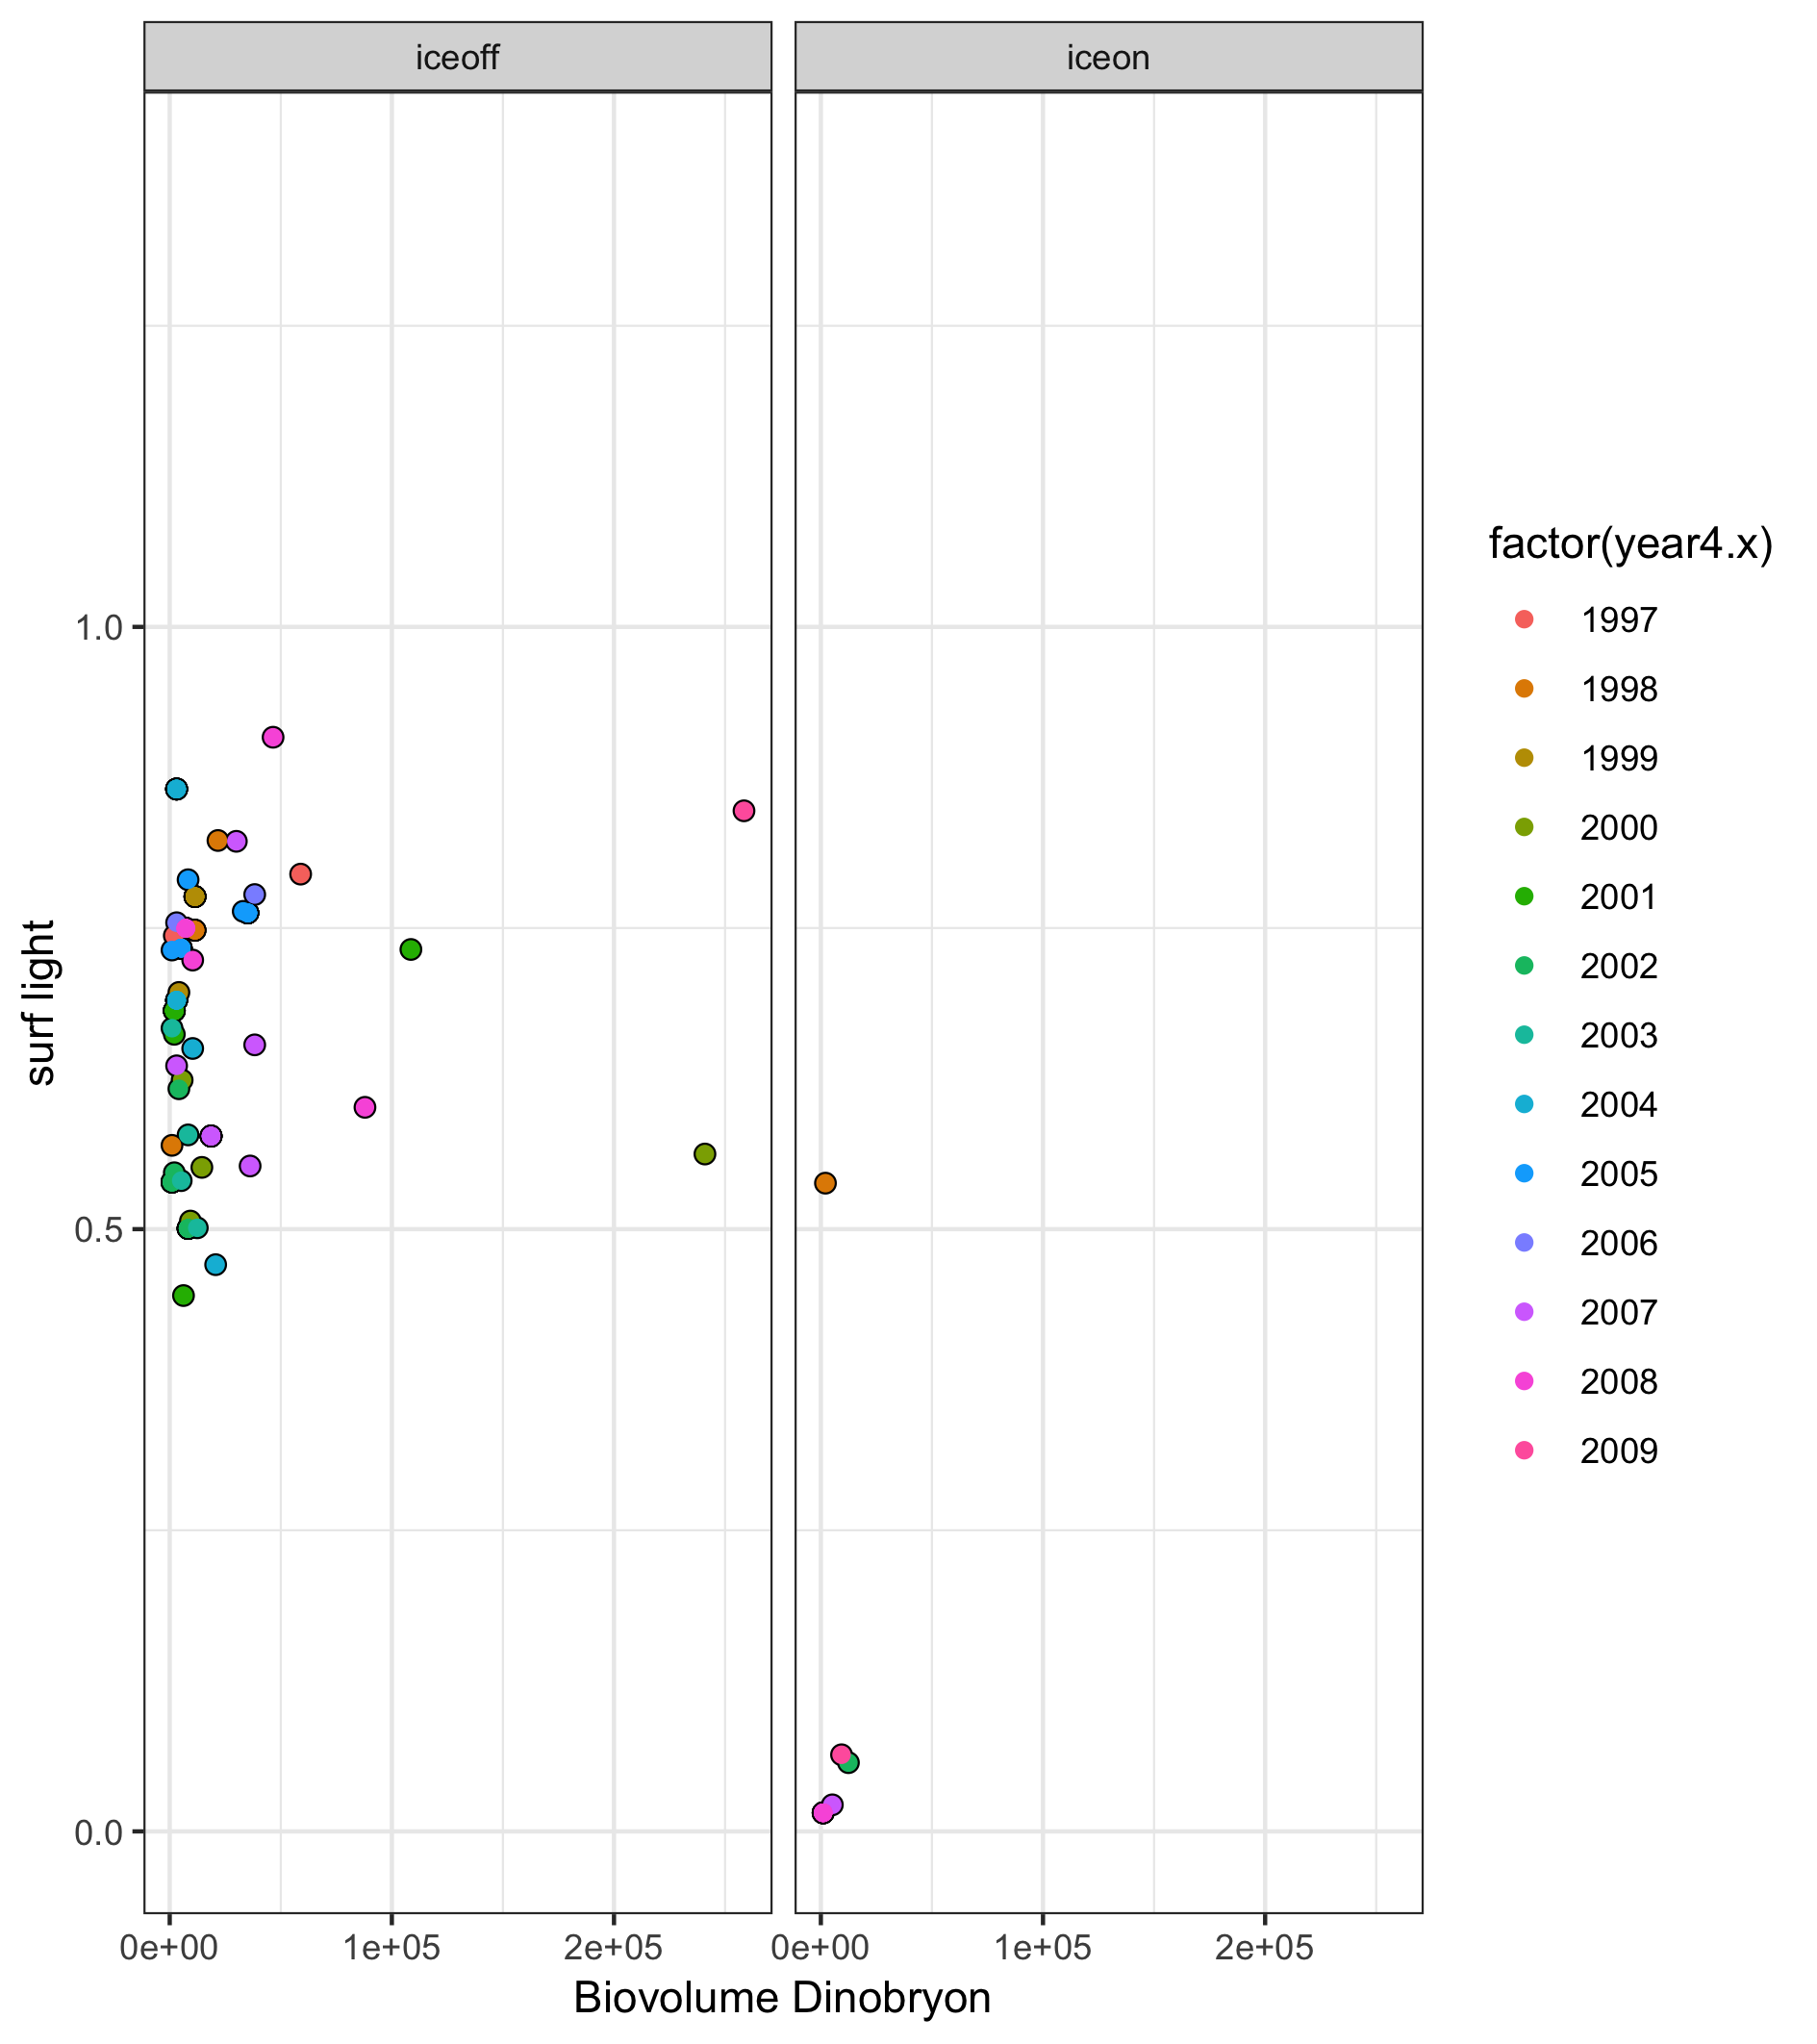 iceoff
iceon
1.0
0.5
0.0
surf light
0e+00
1e+05
2e+05
0e+00
1e+05
2e+05
Biovolume Dinobryon
factor(year4.x)
1997
1998
1999
2000
2001
2002
2003
2004
2005
2006
2007
2008
2009